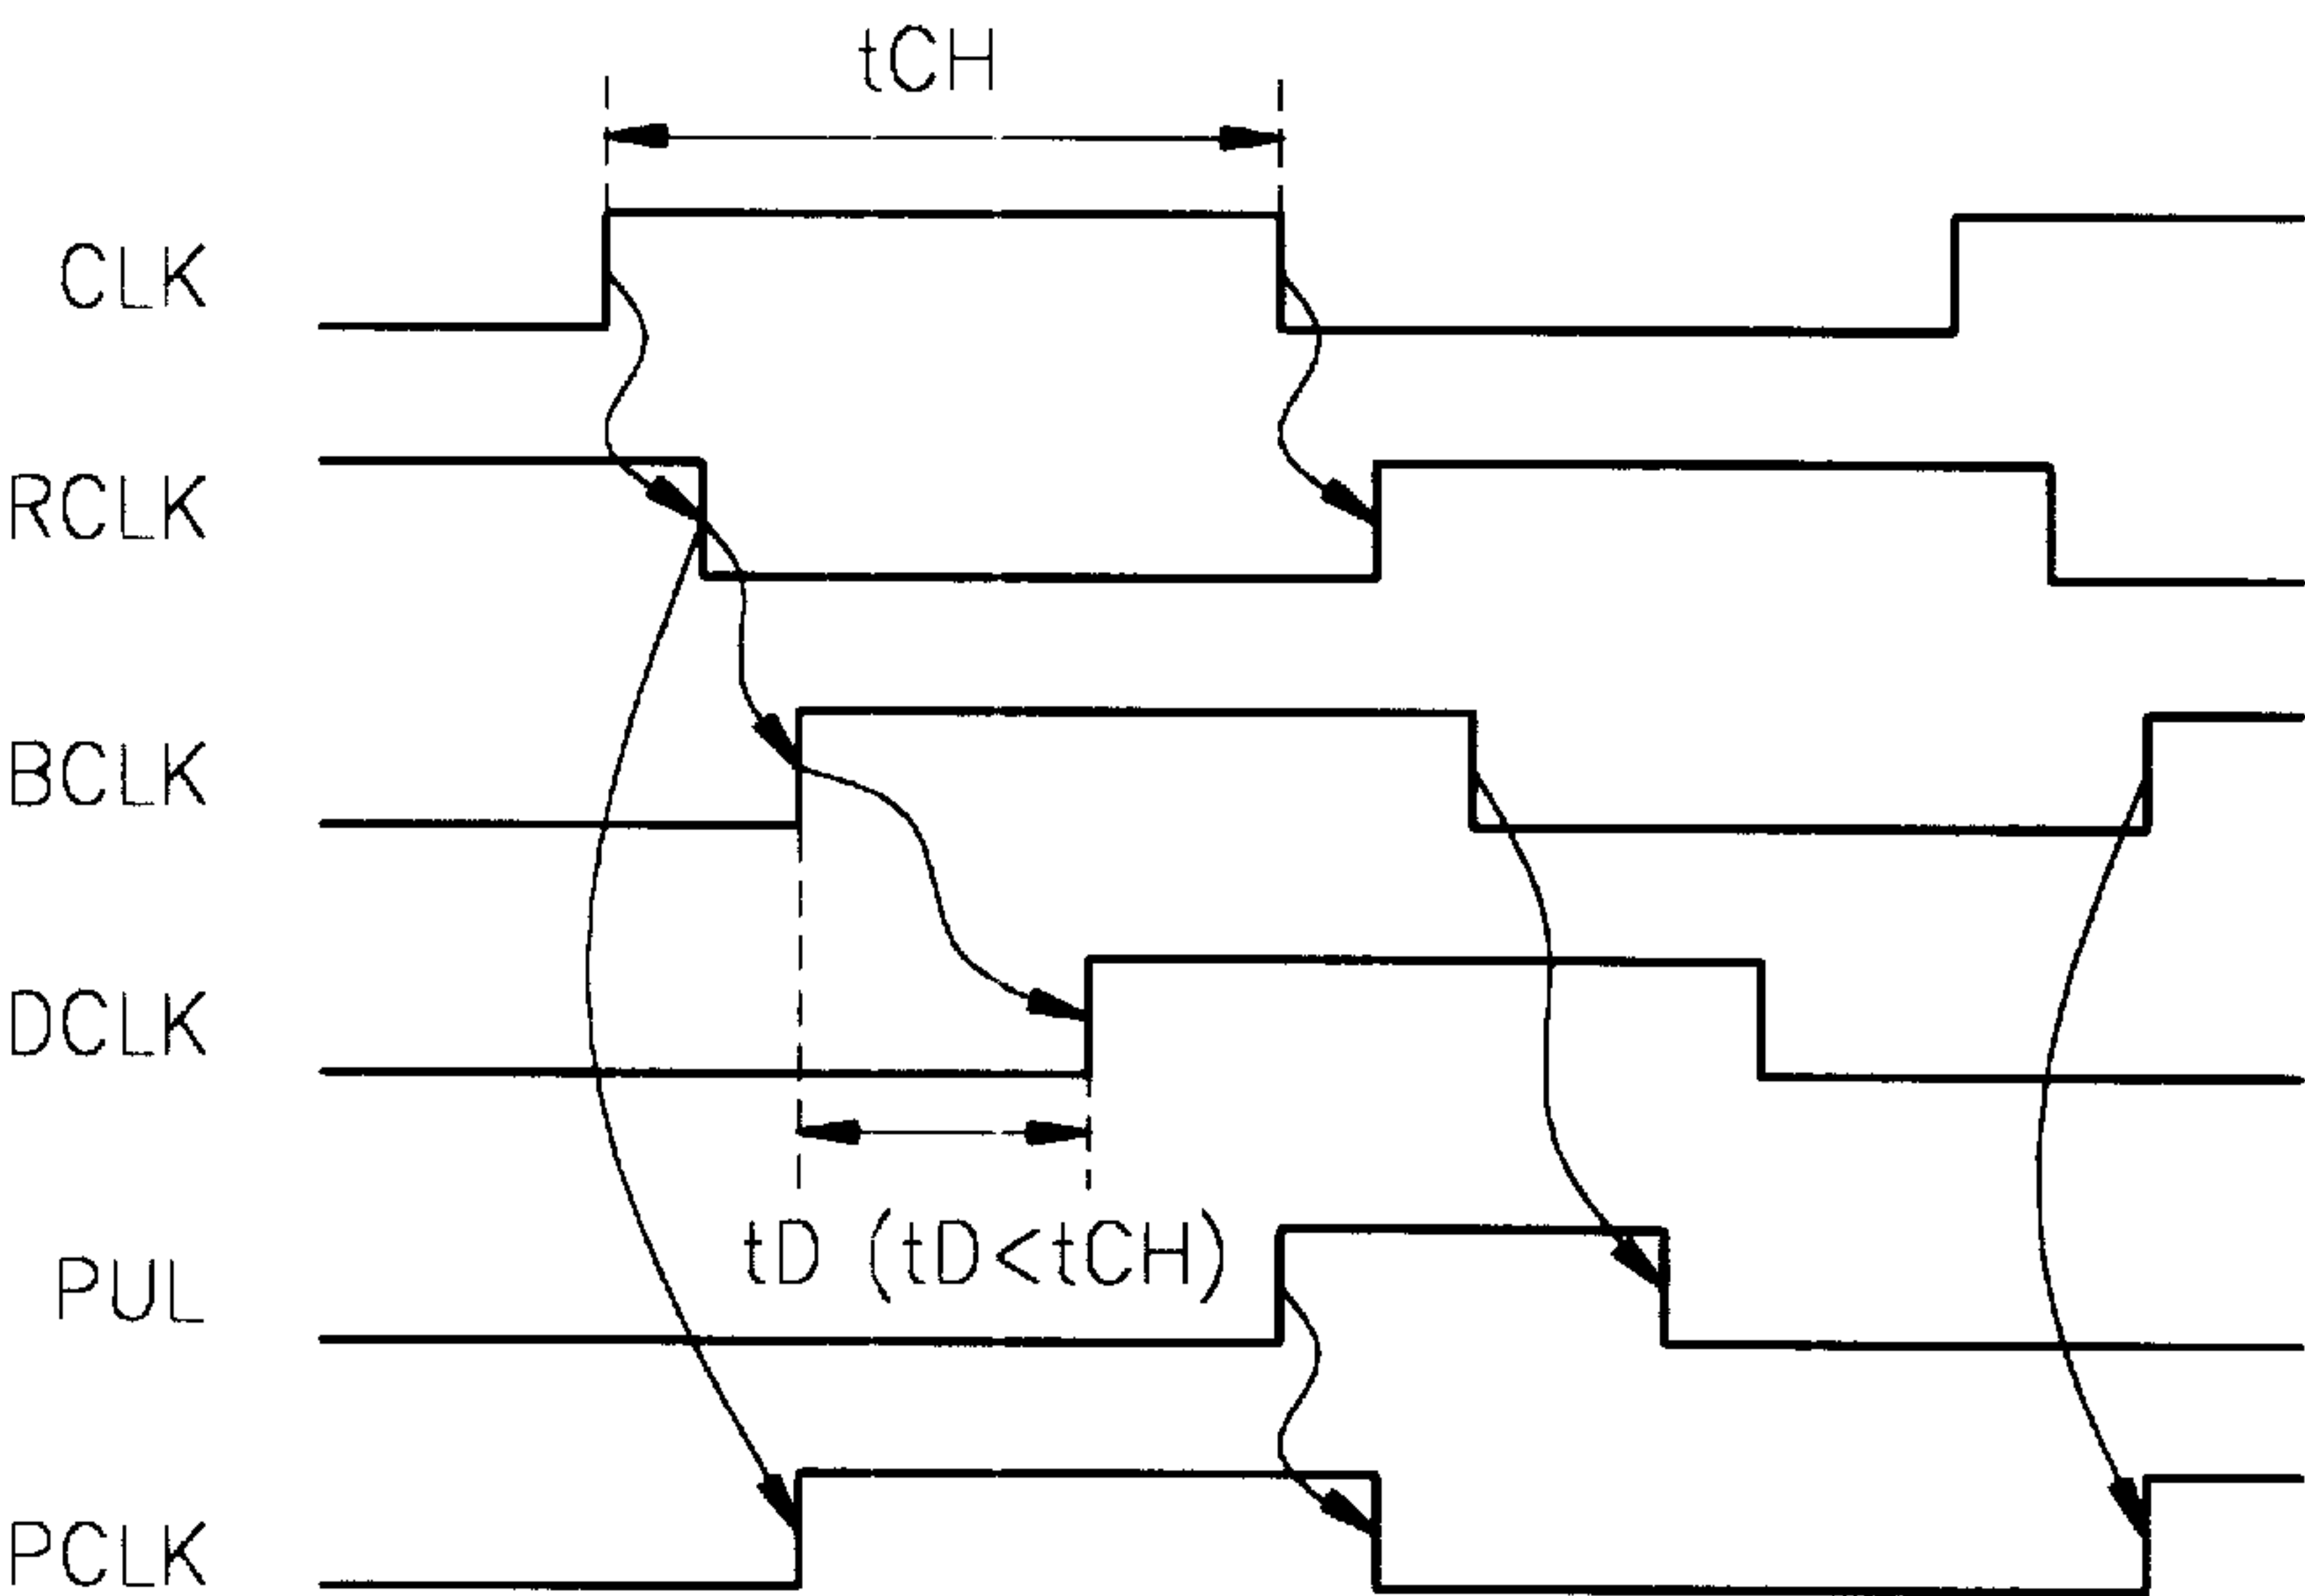 tCH
CLK
RCLK
BCLK
DCLK
tD (tD<tCH)
PUL
PCLK